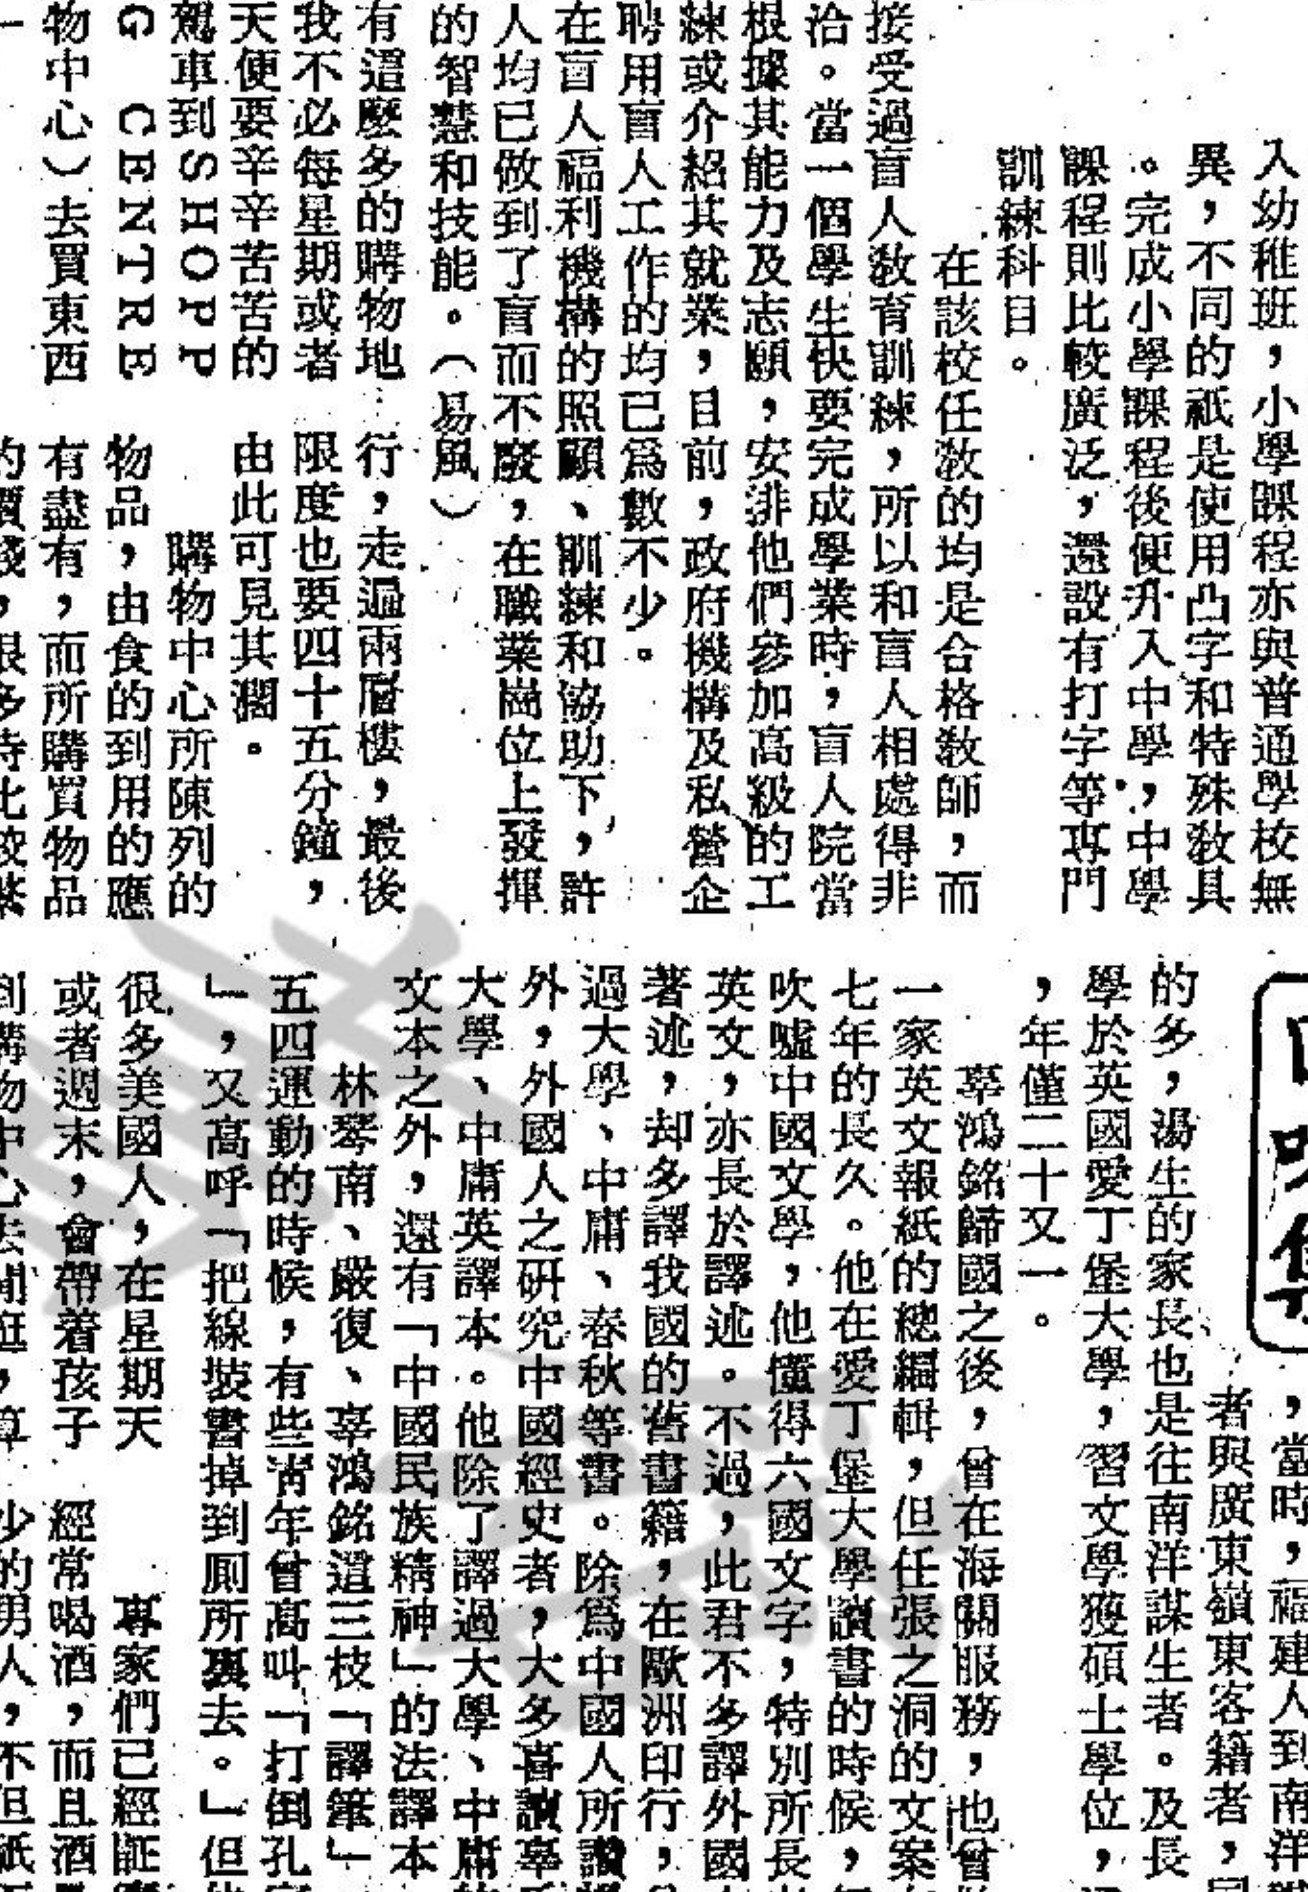 入幼稚班，小學課程亦與普通學校無
異，不同的祇是使用凸字和特殊敎具
。完成小學課程後便升入中學，中學
課程則比較廣泛，還設有打字等專門
訓練科目。
在該校任敎的均是合格敎師，而
接受過盲人敎育訓練，所以和盲人相處得非
洽。當一個學生快要完成學業時，盲人院當
根據其能力及志願，安排他們參加高級的工
練或介紹其就業，目前，政府機構及私營企
聘用盲人工作的均已爲數不少。
在盲人福利機構的照顧、訓練和協助下，許
人均已做到了盲而不廢，在職業崗位上發揮
的智慧和技能。（易風）
有這麼多的購物地
我不必每星期或者
天便要辛辛苦苦的
駕車到SHOPP
G CENTRE
物中心）去買東西
行，走遍兩層樓，最後
限度也要四十五分鐘，
由此可見其濶。
購物中心所陳列的
物品，由食的到用的應
有盡有，而所購買物品
的價錢，很多時比較
，當時，福建人到南洋
者與廣東嶺東客籍者，
的多，湯生的家長也是往南洋謀生者。及長
學於英國愛丁堡大學，習文學獲碩士學位，
，年僅二十又一。
辜鴻銘歸國之後，曾在海關服務，也曾
一家英文報紙的總編輯，但任張之洞的文案
七年的長久。他在愛丁堡大學讀書的時候，
吹噓中國文學，他懂得六國文字，特別所長
英文，亦長於譯述。不過，此君不多譯外國
著述，却多譯我國的舊書籍，在歐洲印行，
過大學、中庸、春秋等書。除爲中國人所讚
外，外國人之硏究中國經史者，大多喜讀辜
大學、中庸英譯本。他除了譯過大學、中庸
文本之外，還有「中國民族精神」的法譯本
林琴南、嚴復、辜鴻銘這三枝「譯筆」
五四運動的時候，有些靑年曾高叫「打倒孔
」，又高呼「把線裝書掉到厠所裏去。」但
很多美國人，在星期天
或者週末，會帶着孩子
到購物中心去閒逛，算
專家們已經証
經常喝酒，而且酒
少的男人，不但祇